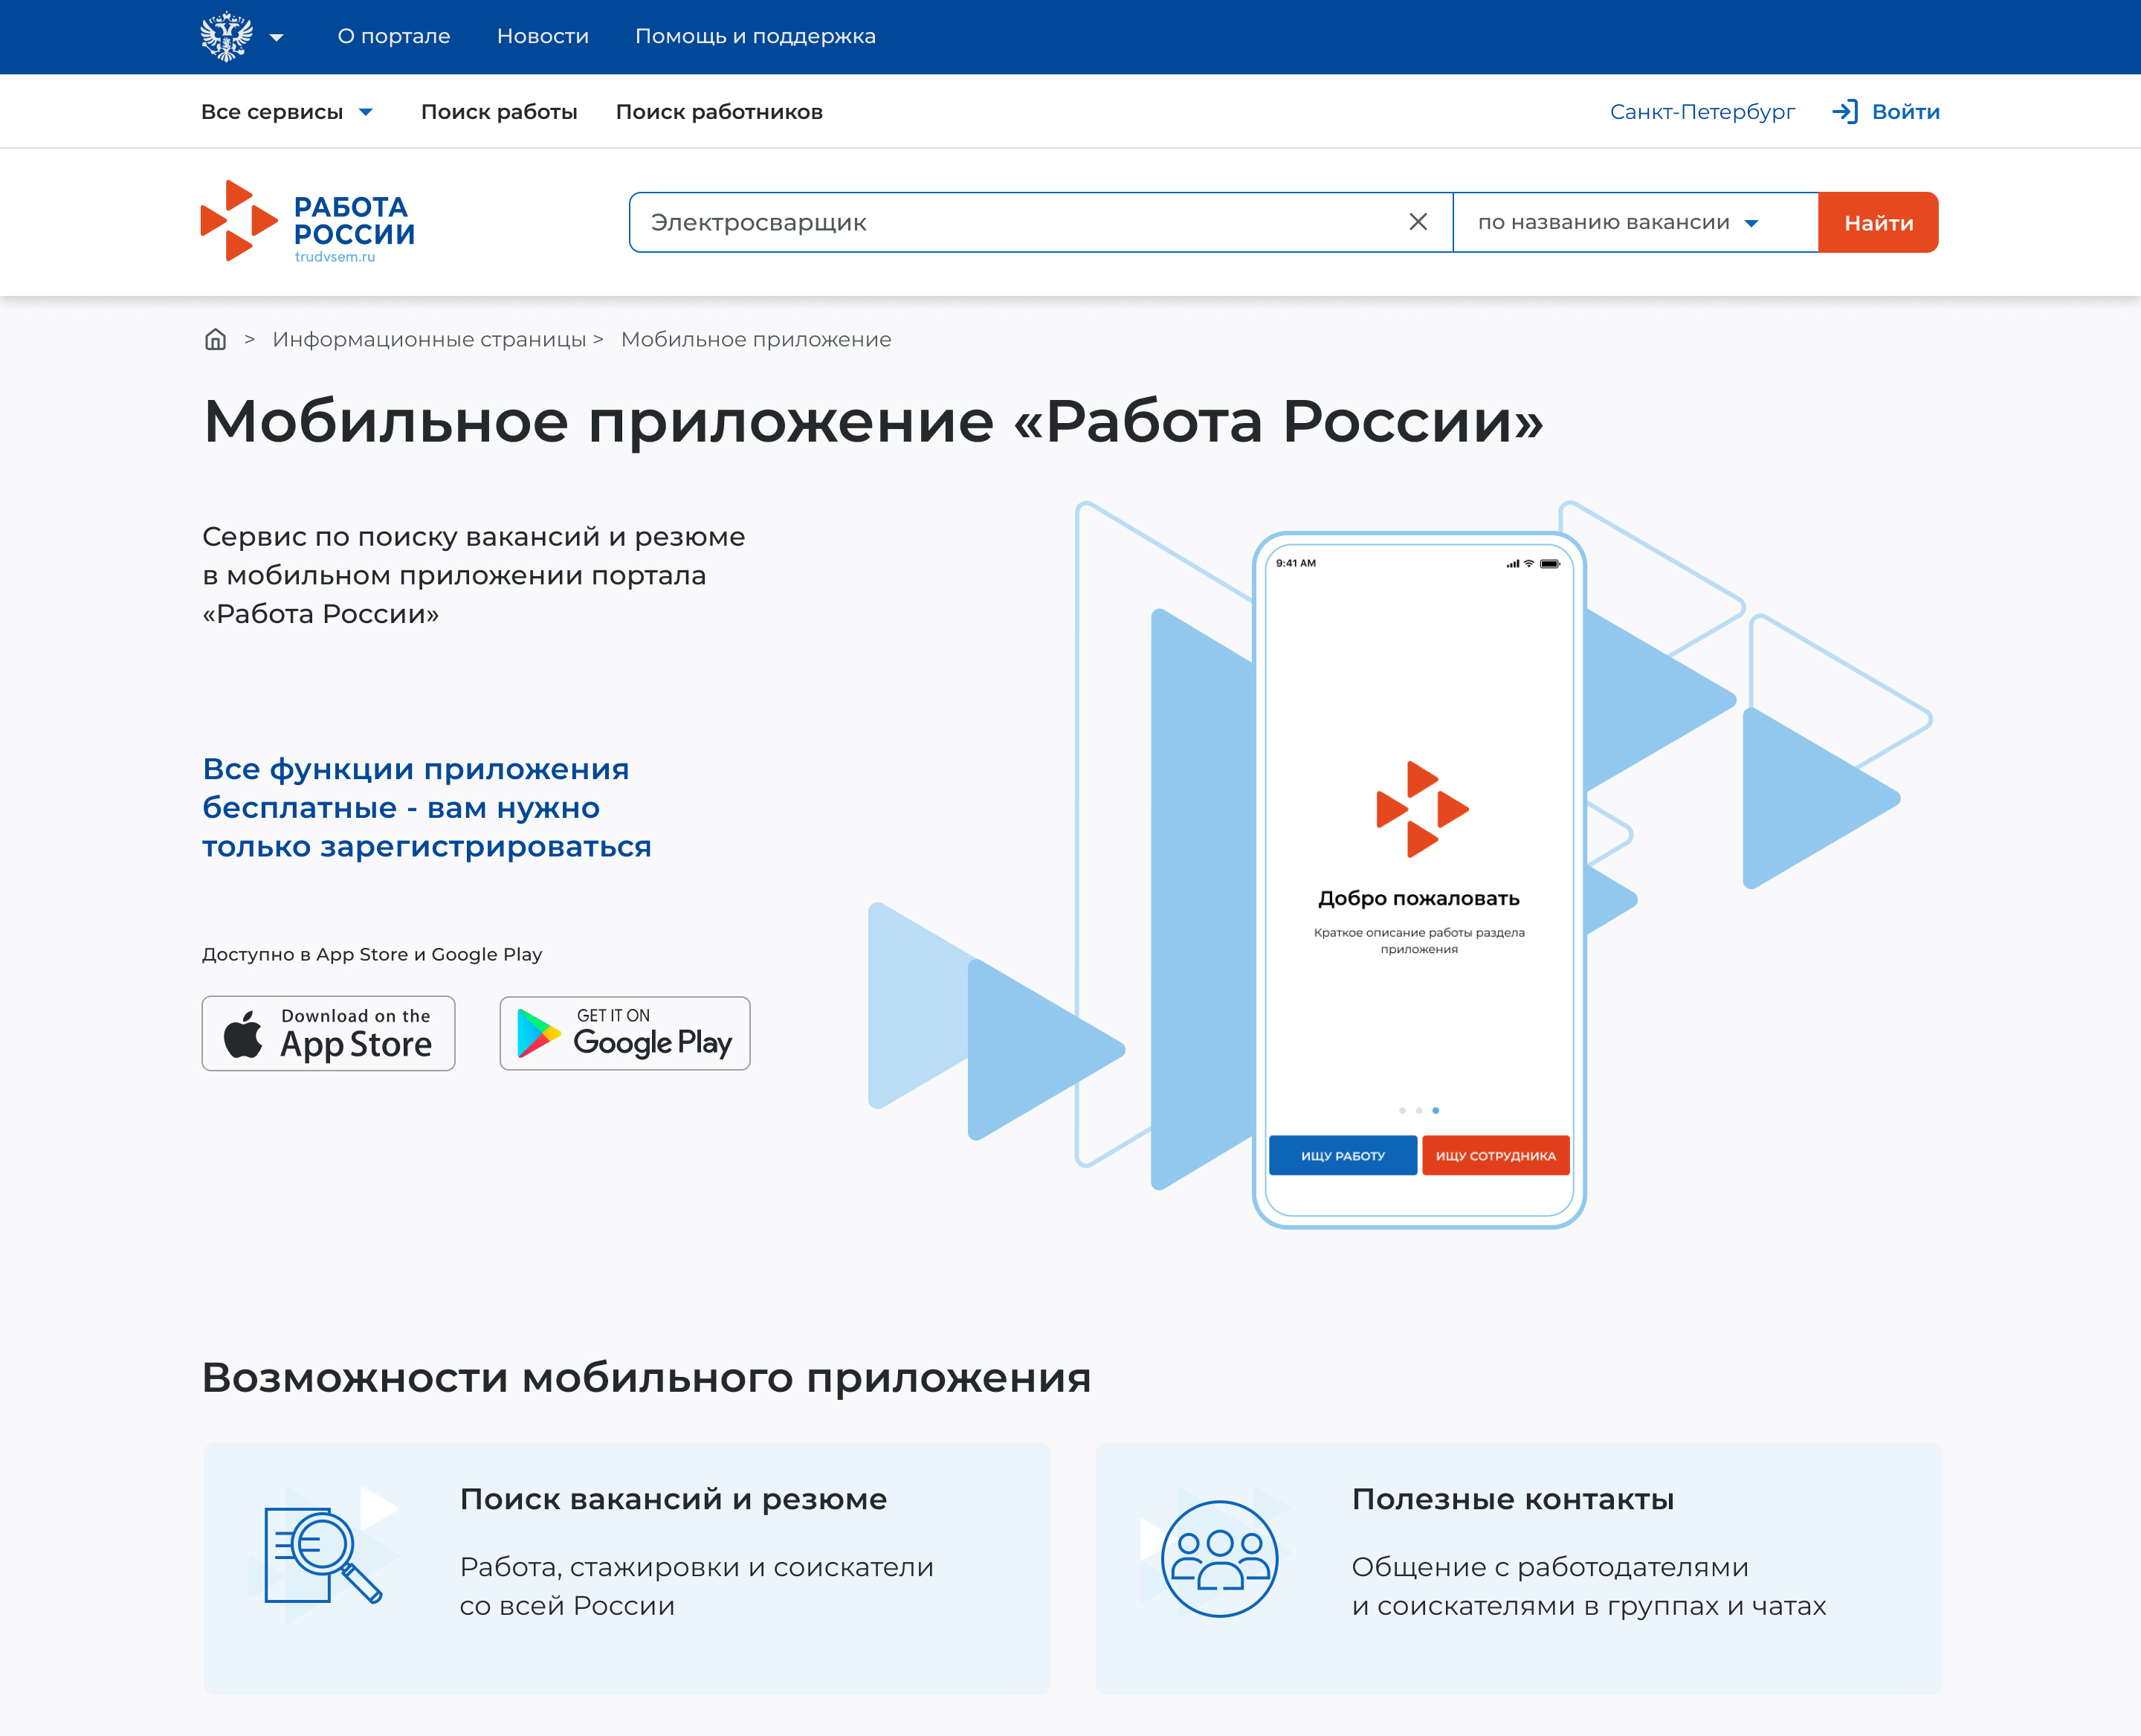 О портале Новости Помощь и поддержка
Все сервисы Поиск работы Поиск работников Санкт-Петербург Войти
РАБОТА
РОССИИ
trudvsem.ru
Электросварщик по названию вакансии Найти
> Информационные страницы > Мобильное приложение
Мобильное приложение «Работа России»
Сервис по поиску вакансий и резюме
в мобильном приложении портала
«Работа России»
Все функции приложения
бесплатные - вам нужно
только зарегистрироваться
Доступно в App Store и Google Play
Download on the
App Store
GET IT ON
Google Play
9:41 AM
Добро пожаловать
Краткое описание работы раздела
приложения
ИЩУ РАБОТУ ИЩУ СОТРУДНИКА
Возможности мобильного приложения
Поиск вакансий и резюме
Работа, стажировки и соискатели
со всей России
Полезные контакты
Общение с работодателями
и соискателями в группах и чатах